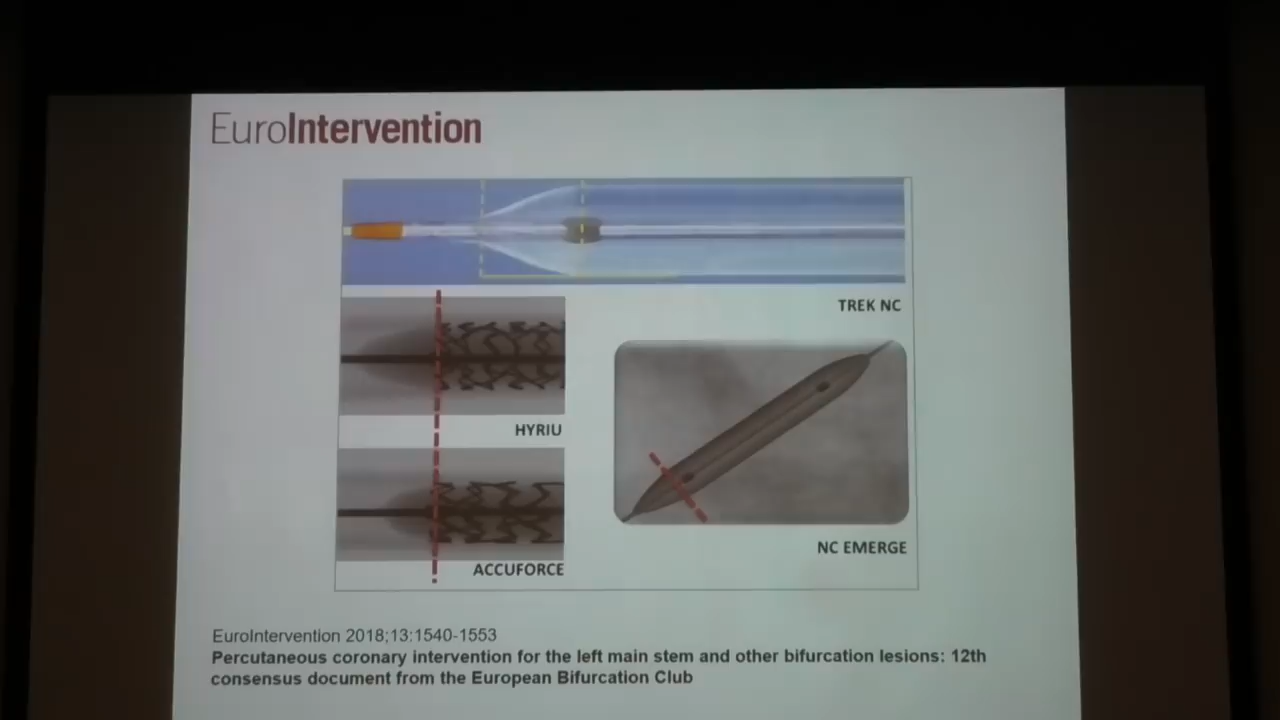 EuroIntervention
TREK NC
HYRIU
NC EMERGE
ACCUFORCE
EuroIntervention 2018;13:1540-1553
Percutaneous coronary intervention for the left main stem and other bifurcation lesions: 12th
consensus document from the European Bifurcation Club